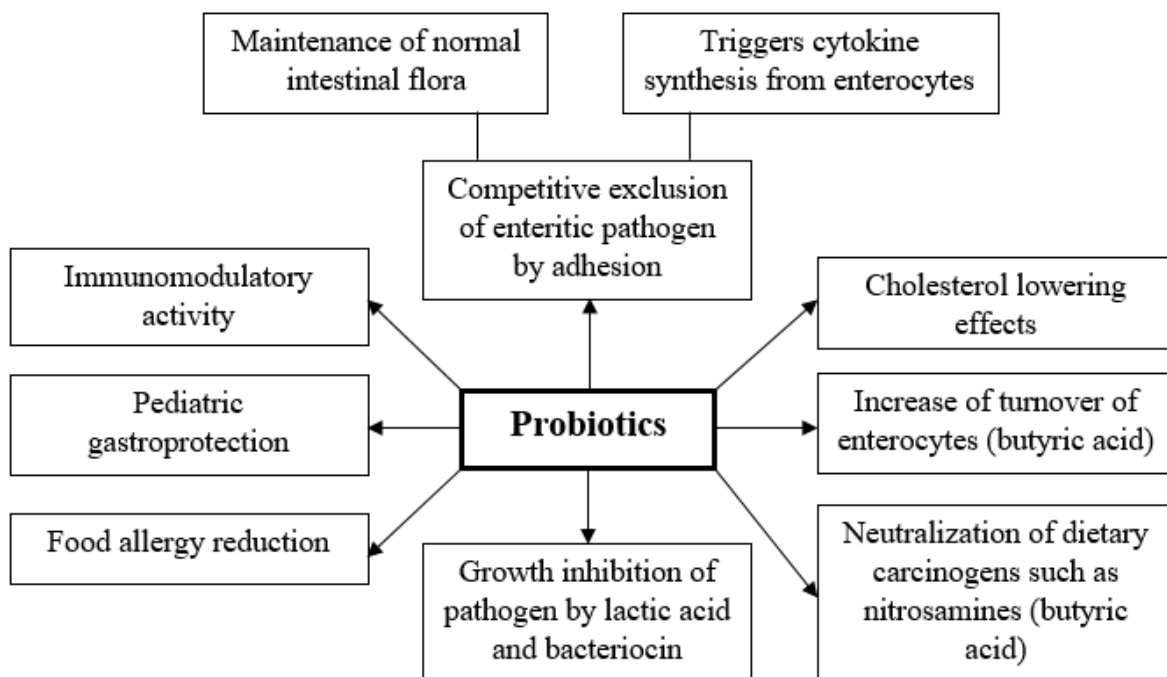 Maintenance of normal
intestinal flora
Triggers cytokine
synthesis from enterocytes
Competitive exclusion
of enteritic pathogen
by adhesion
Immunomodulatory
activity
Cholesterol lowering
effects
Pediatric
gastroprotection
Probiotics
Increase of turnover of
enterocytes (butyric acid)
Food allergy reduction
Growth inhibition of
pathogen by lactic acid
and bacteriocin
Neutralization of dietary
carcinogens such as
nitrosamines (butyric
acid)